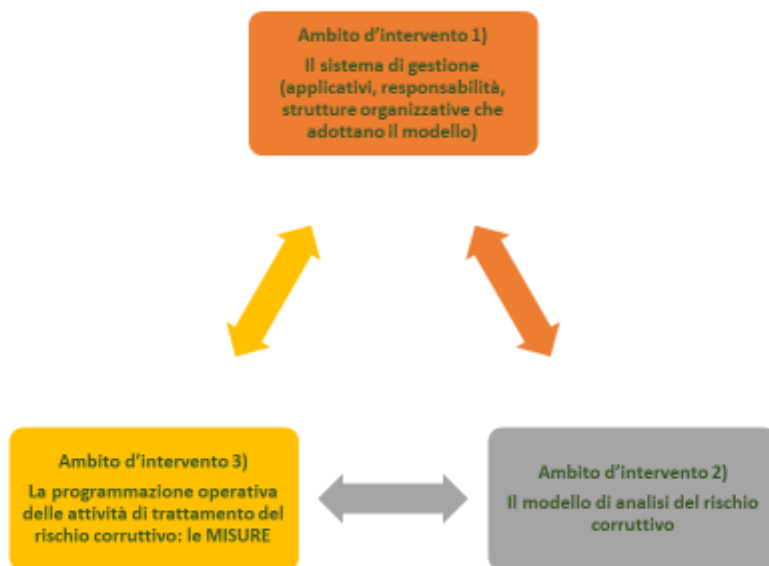 Ambito d'intervento 1)
Il sistema di gestione
(applicativi, responsabilità,
strutture organizzative che
adottano il modello)
Ambito d'intervento 3)
La programmazione operativa
delle attività di trattamento del
rischio corruttivo: le MISURE
Ambito d'intervento 2)
Il modello di analisi del rischio
corruttivo